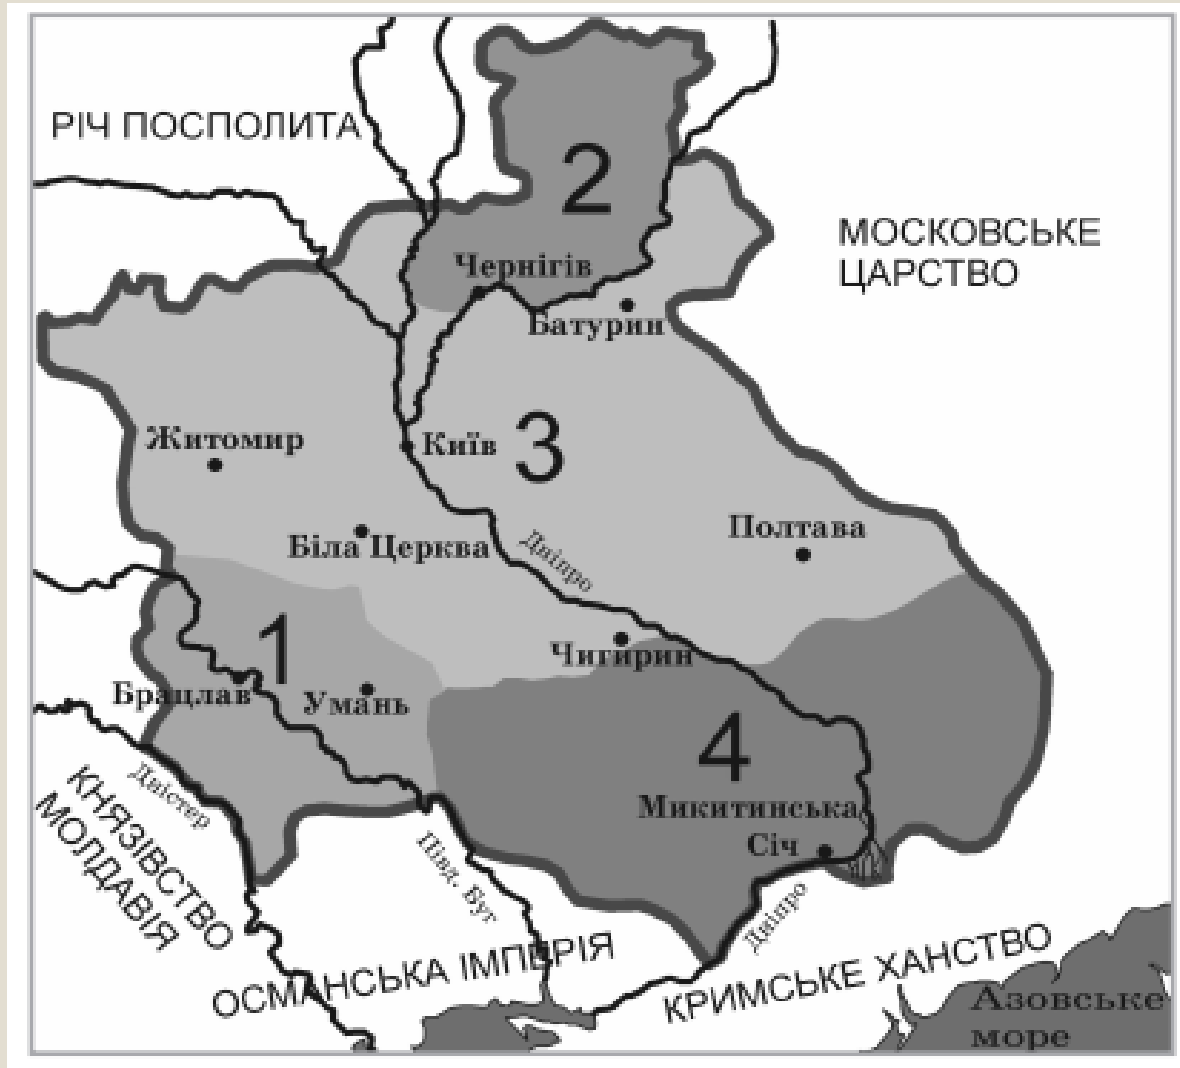 РІЧ ПОСПОЛИТА
2
МОСКОВСЬКЕ
ЦАРСТВО
Чернігів
Батурин
Житомир
Київ
3
Полтава
Біла Церква
Дніпро
1
Чигирин
Брацлав
Умань
4
Дністер
КНЯЗІВСТВО
МОЛДАВІЯ
Микитинська
Січ
Півд. Буг
Дніпро
ОСМАНСЬКА ІМПЕРІЯ
КРИМСЬКЕ ХАНСТВО
Азовське
море